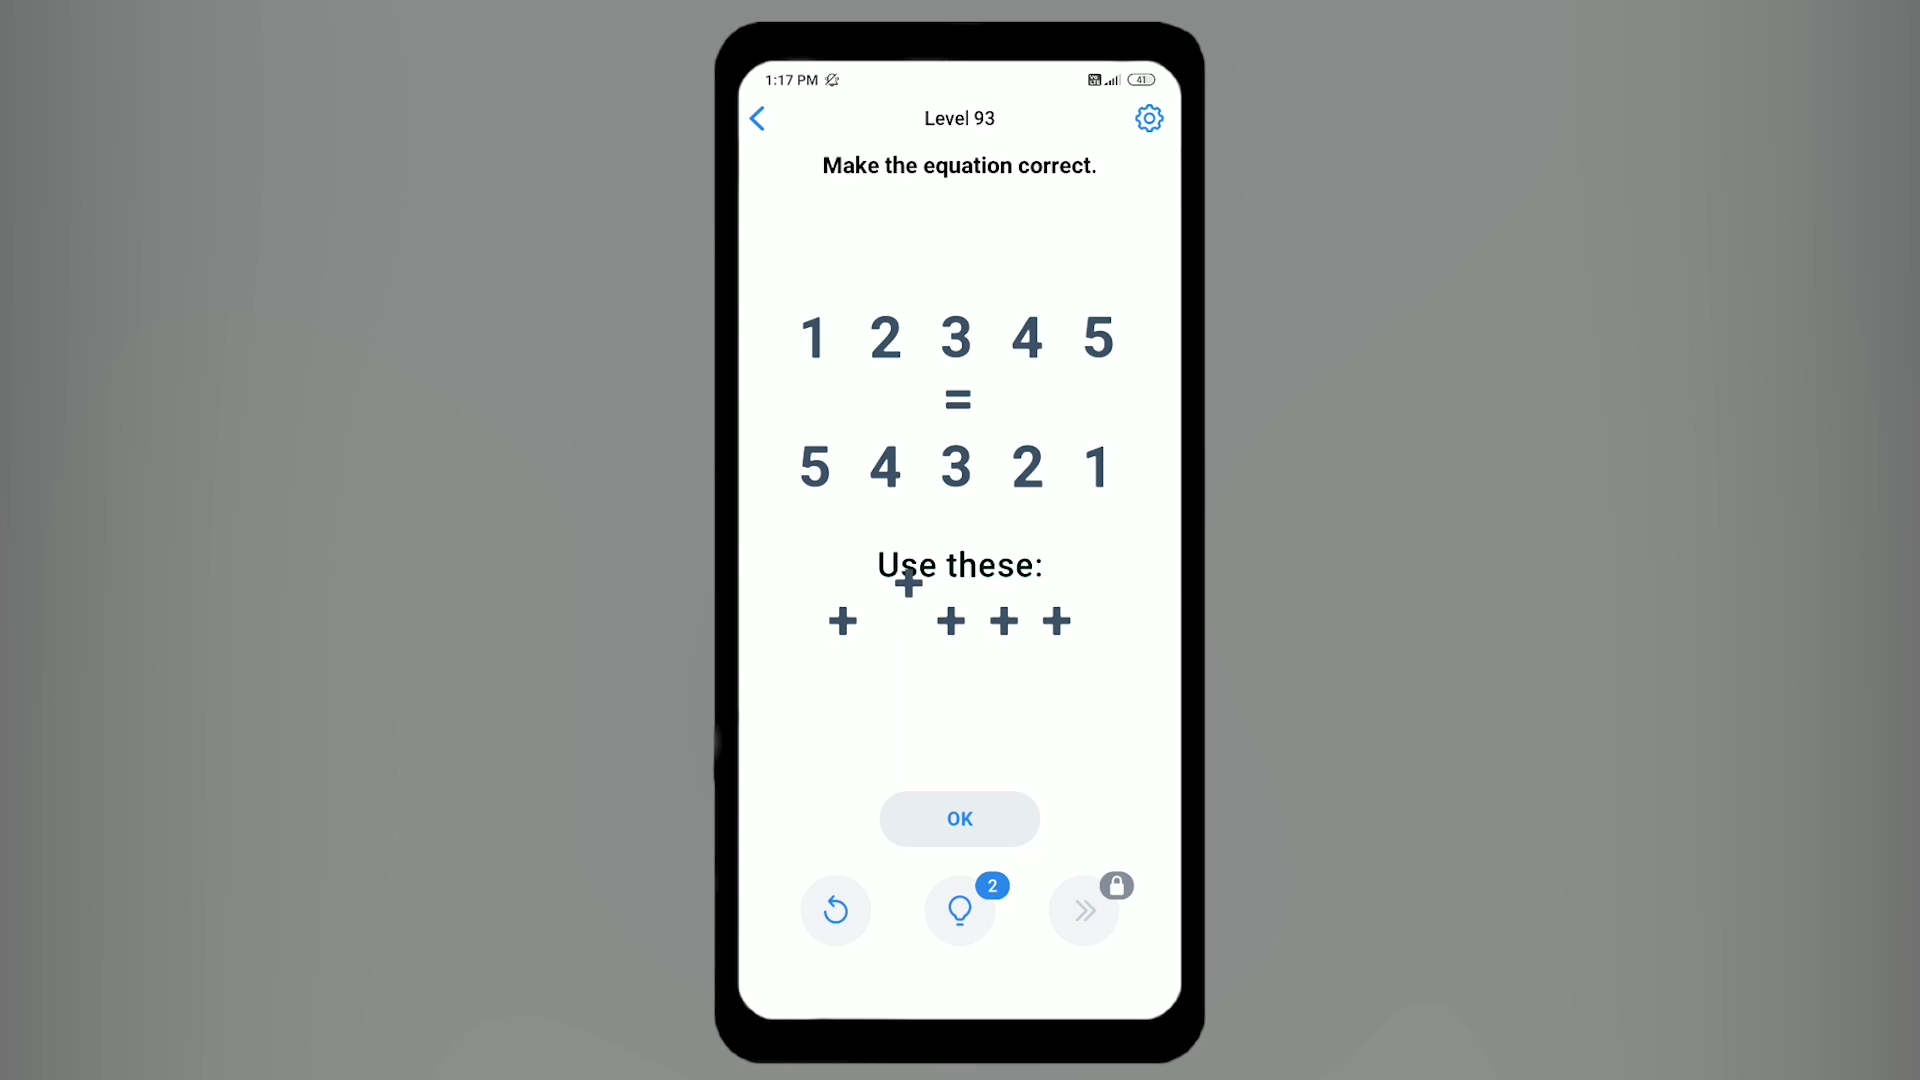 1:17 PM 41
Level 93
Make the equation correct.
1 2 3 4 5
=
5 4 3 2 1
Use these:
+ + + + +
OK
2